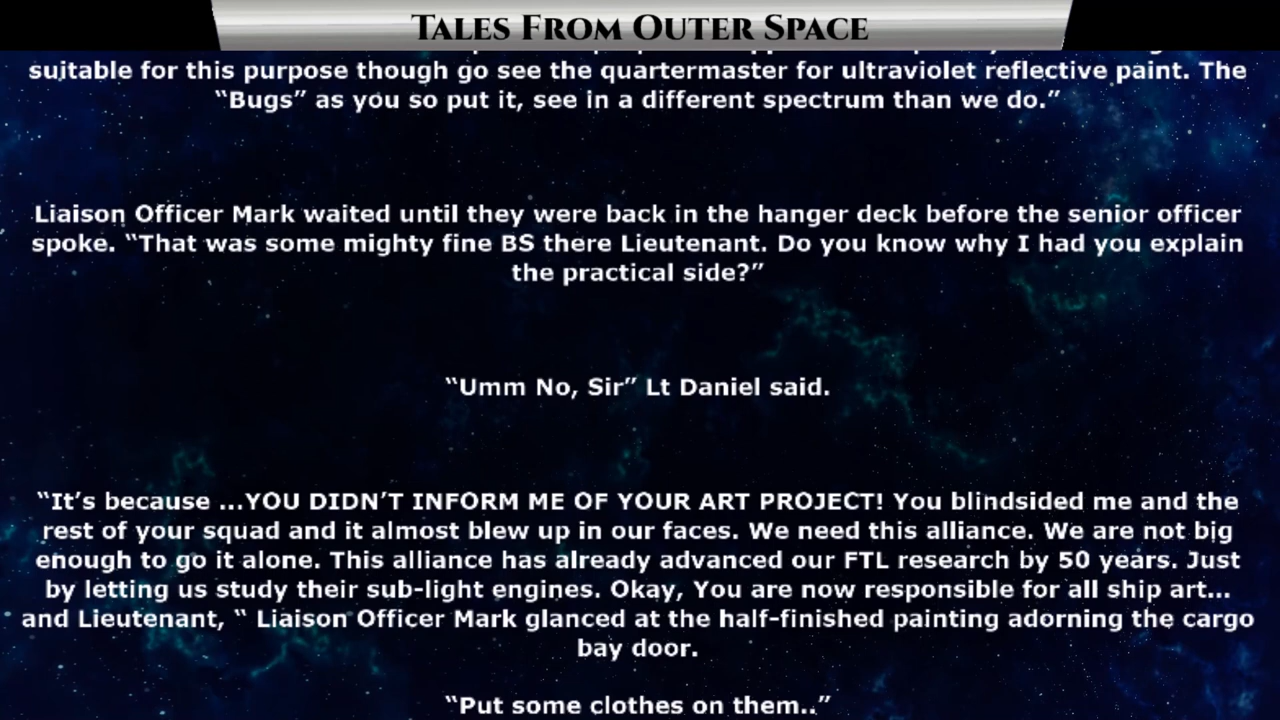 TALES FROM OUTER SPACE
suitable for this purpose though go see the quartermaster for ultraviolet reflective paint. The
“Bugs” as you so put it, see in a different spectrum than we do.”
Liaison Officer Mark waited until they were back in the hanger deck before the senior officer
spoke. “That was some mighty fine BS there Lieutenant. Do you know why I had you explain
the practical side?”
“Umm No, Sir” Lt Daniel said.
“It’s because ...YOU DIDN’T INFORM ME OF YOUR ART PROJECT! You blindsided me and the
rest of your squad and it almost blew up in our faces. We need this alliance. We are not big
enough to go it alone. This alliance has already advanced our FTL research by 50 years. Just
by letting us study their sub-light engines. Okay, You are now responsible for all ship art...
and Lieutenant, “ Liaison Officer Mark glanced at the half-finished painting adorning the cargo
bay door.
“Put some clothes on them..”